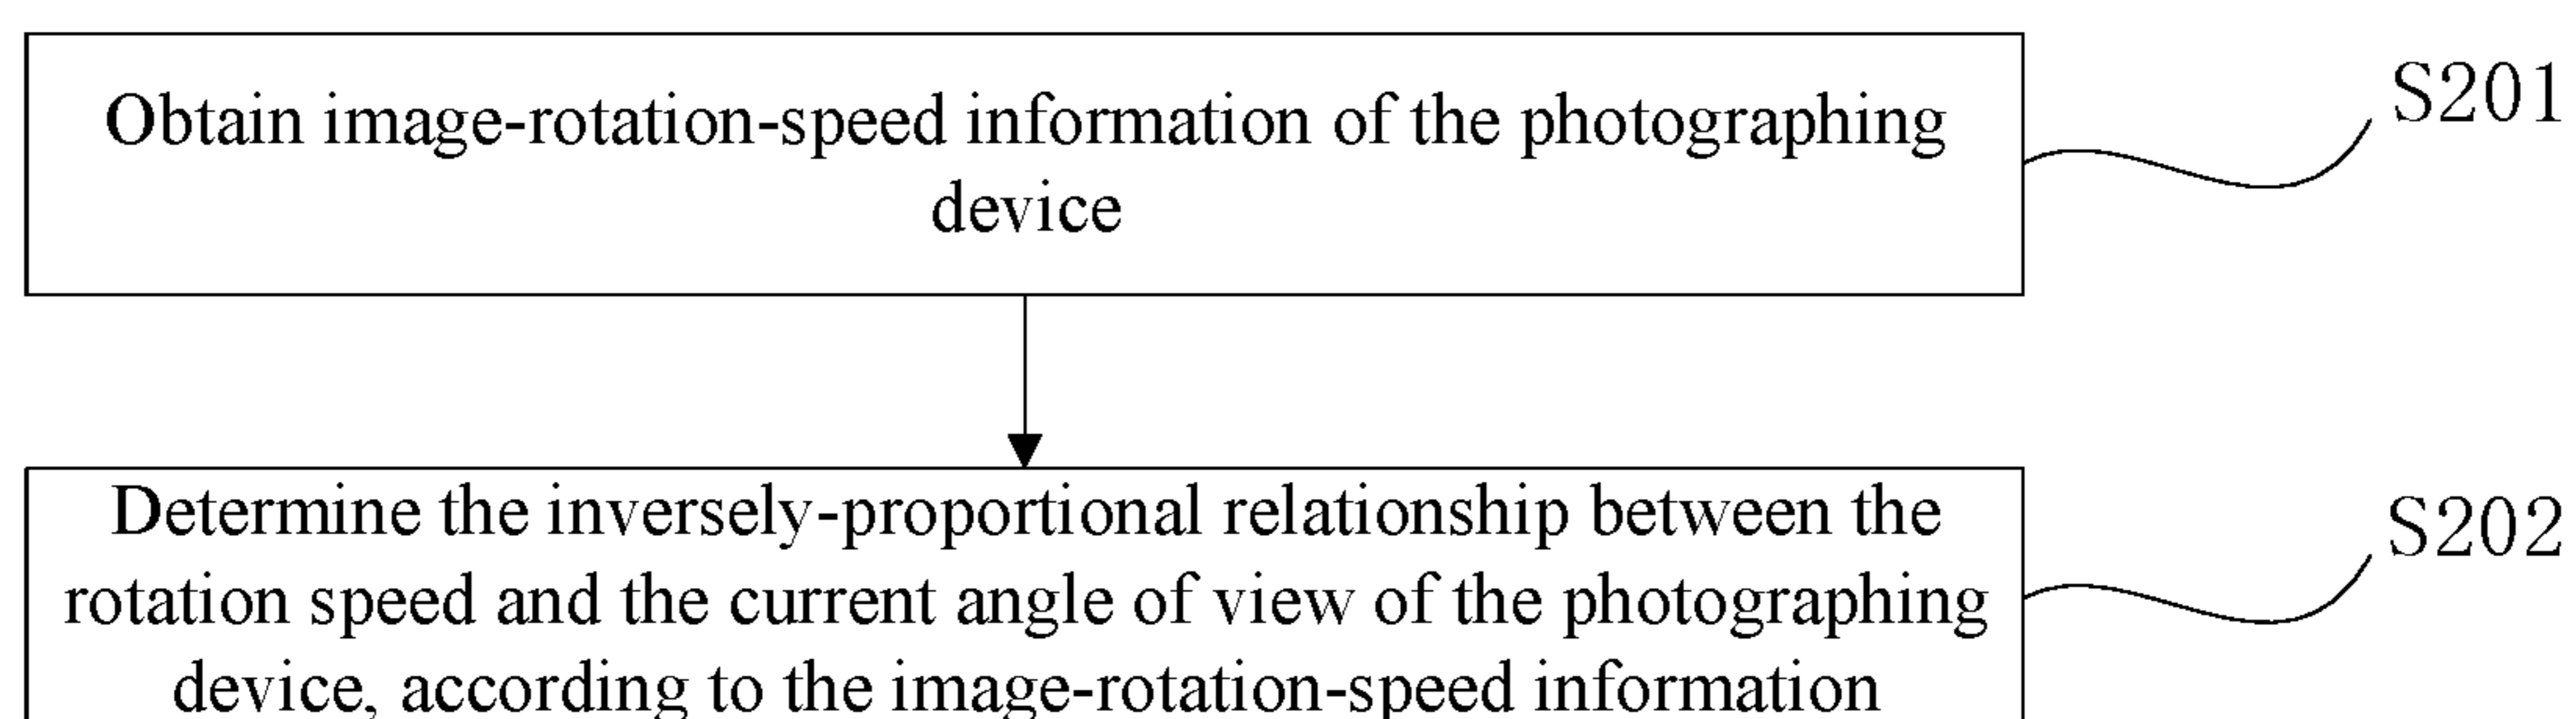 Obtain image-rotation-speed information of the photographing
device
S201
Determine the inversely-proportional relationship between the
rotation speed and the current angle of view of the photographing
device, according to the image-rotation-speed information
S202